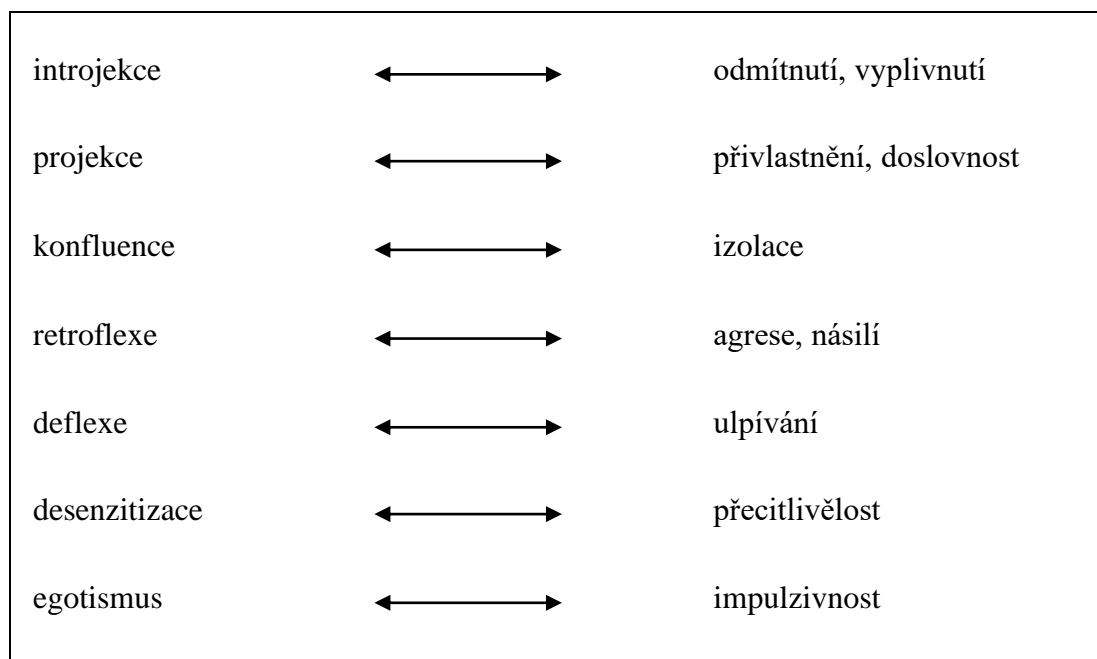 introjekce odmítnutí, vyplivnutí
projekce přivlastnění, doslovnost
konfluence izolace
retroflexe agrese, násilí
deflexe ulpívání
desenzitizace přecitlivělost
egotismus impulzivnost